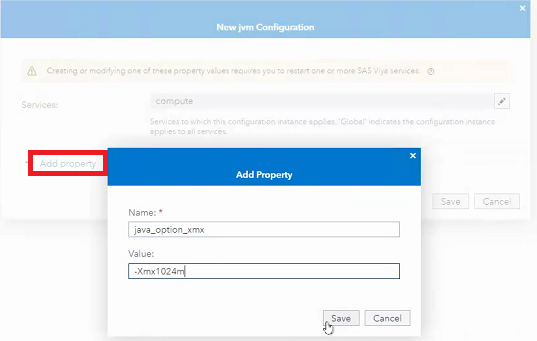 New jvm Configuration
Creating or modifying one of these property values requires you to restart one or more SAS Viya services.
Services:
compute
Services to which this configuration instance applies. 'Global' indicates the configuration instance
applies to all services.
* Add property
Save Cancel
Add Property
Name: *
java_option_xmx
Value:
-Xmx1024m
Save Cancel